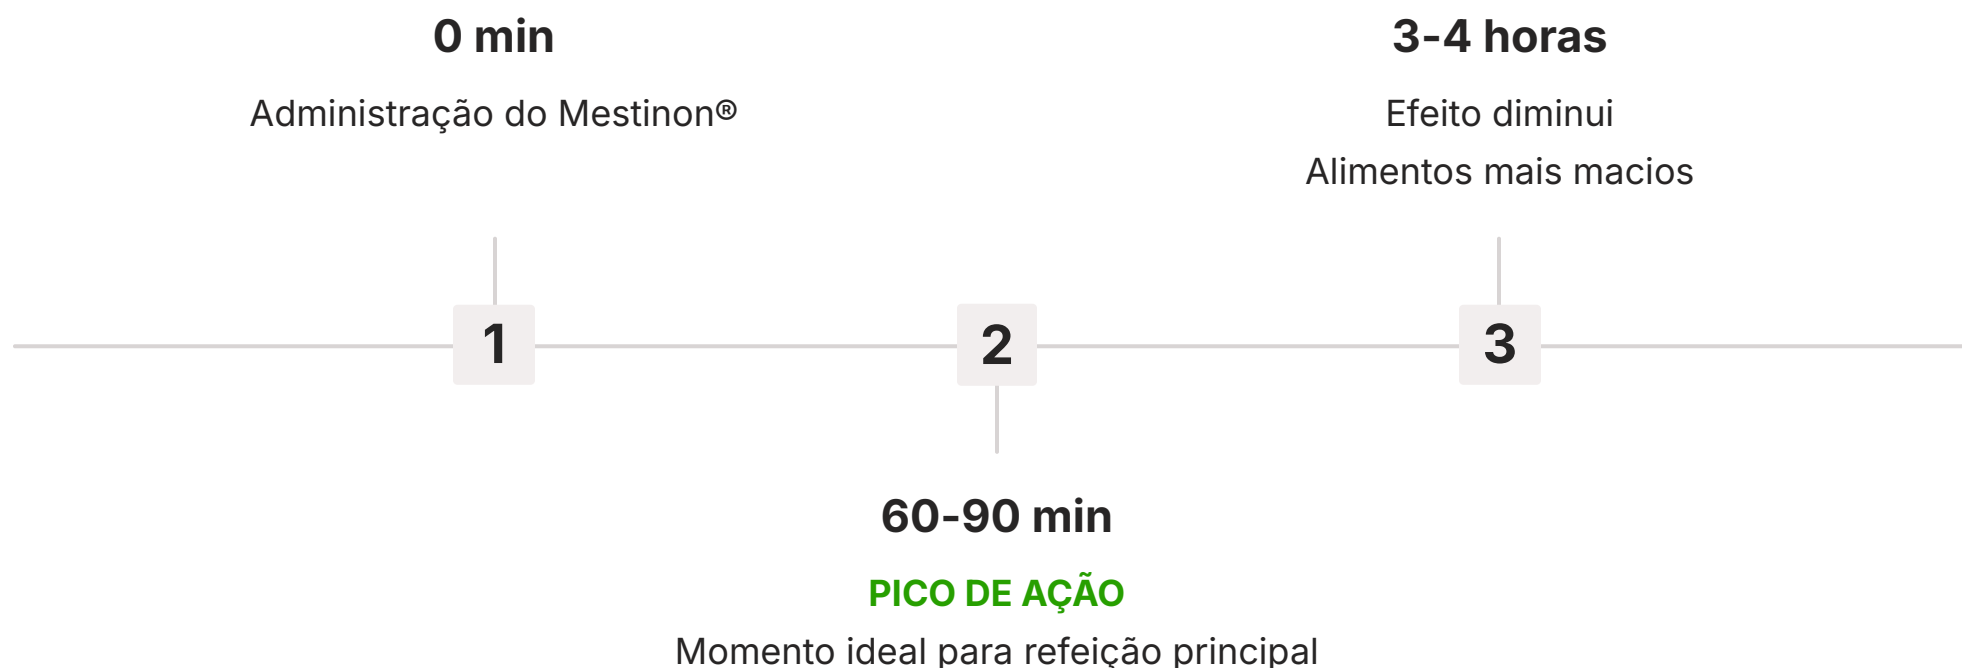 0 min
Administração do Mestinon®
3-4 horas
Efeito diminui
Alimentos mais macios
1
2
3
60-90 min
PICO DE AÇÃO
Momento ideal para refeição principal